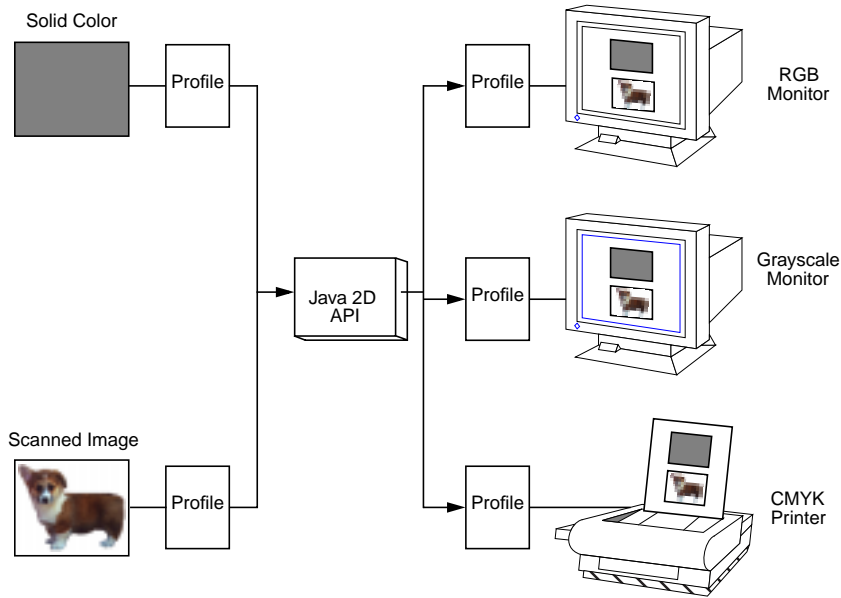 Solid Color
Profile
Profile
RGB
Monitor
Java 2D
API
Profile
Grayscale
Monitor
Scanned Image
Profile
Profile
CMYK
Printer